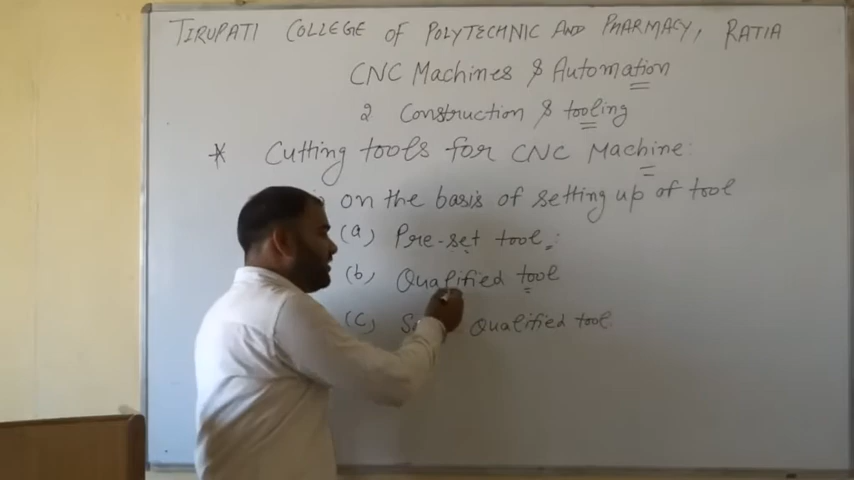 TIRUPATI COLLEGE OF POLYTECHNIC AND PHARMACY, RATIA
CNC Machines & Automation
2 Construction & tooling
* Cutting tools for CNC Machine:
on the basis of setting up of tool
(a) Pre-set tool :
(b) Qualified tool
(c) Qualified tool